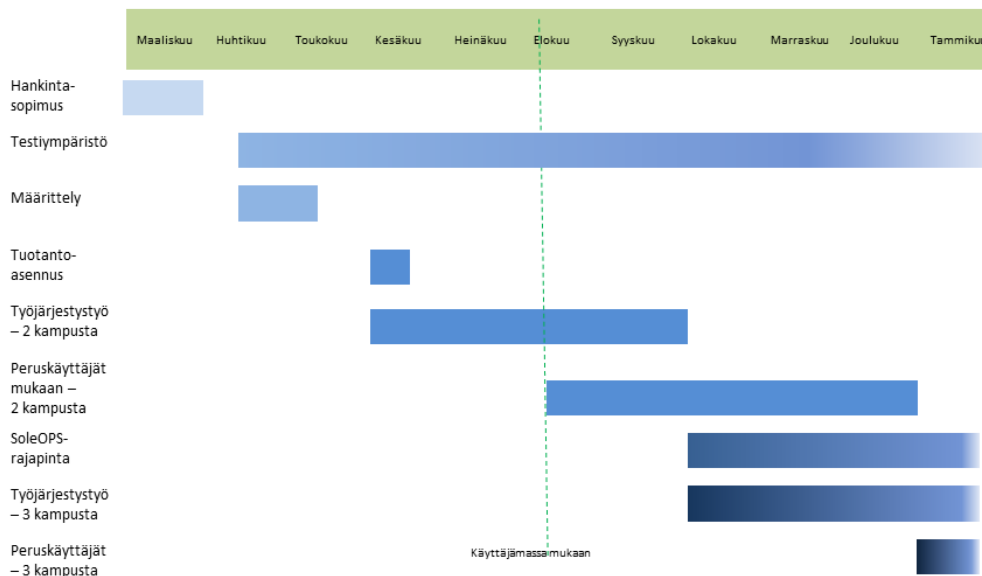 Maaliskuu Huhtikuu Toukokuu Kesäkuu Heinäkuu Elokuu Syyskuu Lokakuu Marraskuu Joulukuu Tammikuu
Hankinta-
sopimus
Testiympäristö
Määrittely
Tuotanto-
asennus
Työjärjestystyö
– 2 kampusta
Peruskäyttäjät
mukaan –
2 kampusta
SoleOPS-
rajapinta
Työjärjestystyö
– 3 kampusta
Käyttäjämassa mukaan
Peruskäyttäjät
– 3 kampusta